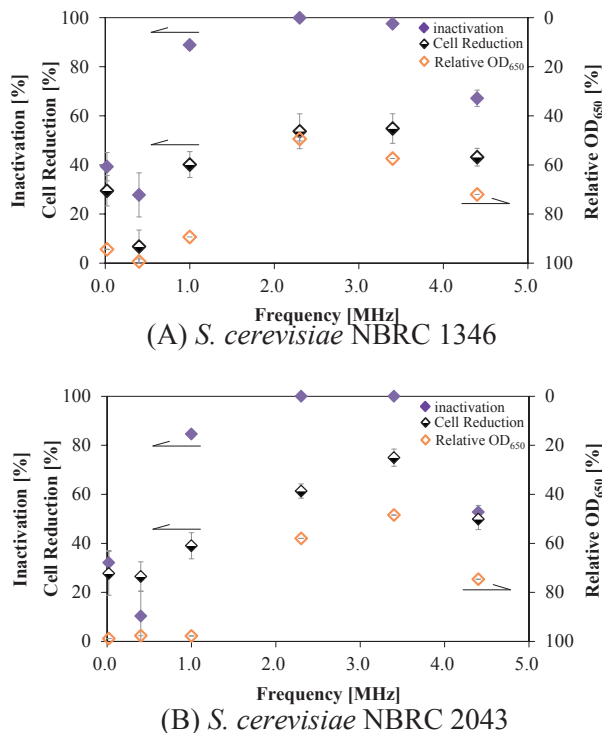 100
80
60
40
20
0
0
20
40
60
80
100
0.0 1.0 2.0 3.0 4.0 5.0
Inactivation [%]
Cell Reduction [%]
Relative OD650 [%]
inactivation
Cell Reduction
Relative OD650
Frequency [MHz]
(A) S. cerevisiae NBRC 1346
100
80
60
40
20
0
0
20
40
60
80
100
0.0 1.0 2.0 3.0 4.0 5.0
Inactivation [%]
Cell Reduction [%]
Relative OD650 [%]
inactivation
Cell Reduction
Relative OD650
Frequency [MHz]
(B) S. cerevisiae NBRC 2043